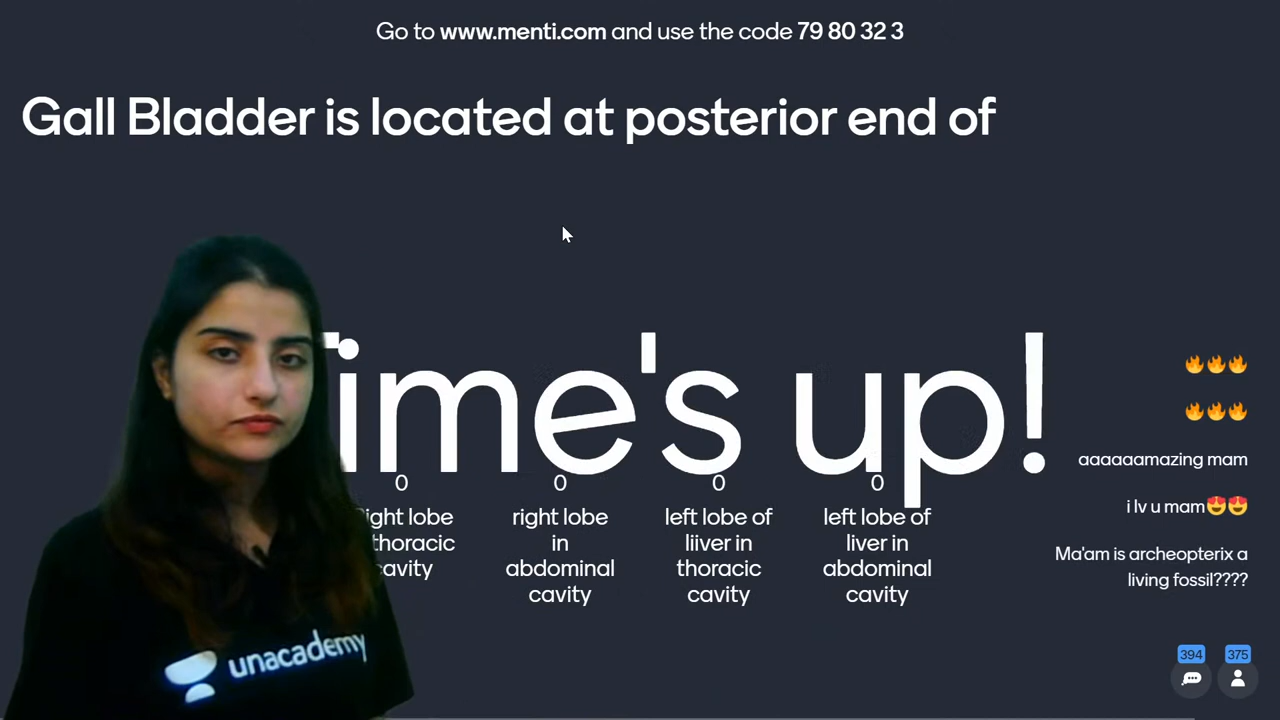 Go to www.menti.com and use the code 79 80 32 3
Gall Bladder is located at posterior end of
ime's up!
0
0
0
0
ight lobe
thoracic
cavity
right lobe
in
abdominal
cavity
left lobe of
liiver in
thoracic
cavity
left lobe of
liver in
abdominal
cavity
🔥🔥🔥
🔥🔥🔥
aaaaaamazing mam
i lv u mam😍😍
Ma'am is archeopterix a
living fossil????
394
375
unacademy